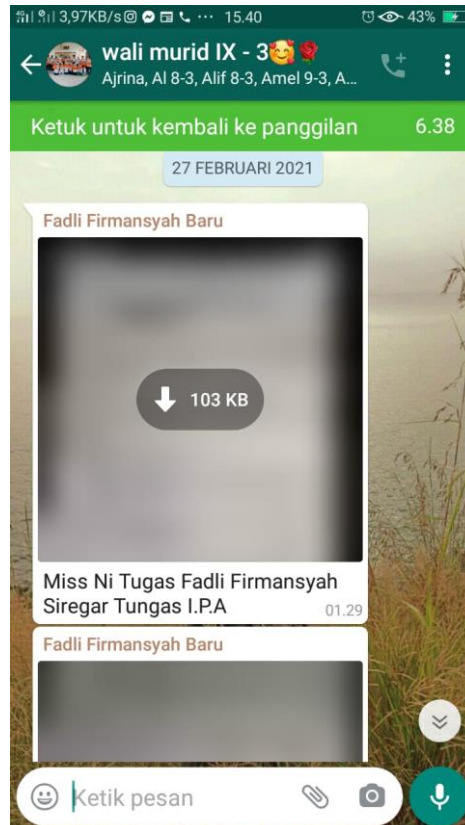 3,97KB/s 15.40 43%
wali murid IX - 3🥰🌹
Ajrina, Al 8-3, Alif 8-3, Amel 9-3, A...
Ketuk untuk kembali ke panggilan 6.38
27 FEBRUARI 2021
Fadli Firmansyah Baru
103 KB
Miss Ni Tugas Fadli Firmansyah
Siregar Tungas I.P.A 01.29
Fadli Firmansyah Baru
Ketik pesan